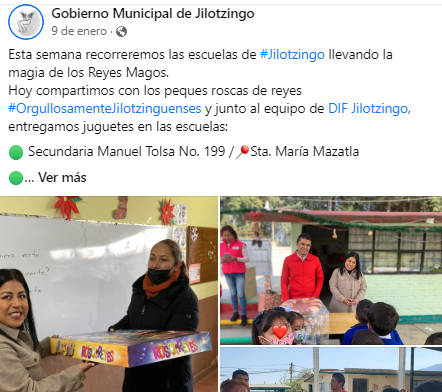 Gobierno Municipal de Jilotzingo
9 de enero ·
Esta semana recorreremos las escuelas de #Jilotzingo llevando la
magia de los Reyes Magos.
Hoy compartimos con los peques roscas de reyes
#OrgullosamenteJilotzinguenses y junto al equipo de DIF Jilotzingo,
entregamos juguetes en las escuelas:
🟢 Secundaria Manuel Tolsa No. 199 /📍Sta. María Mazatla
🟢... Ver más